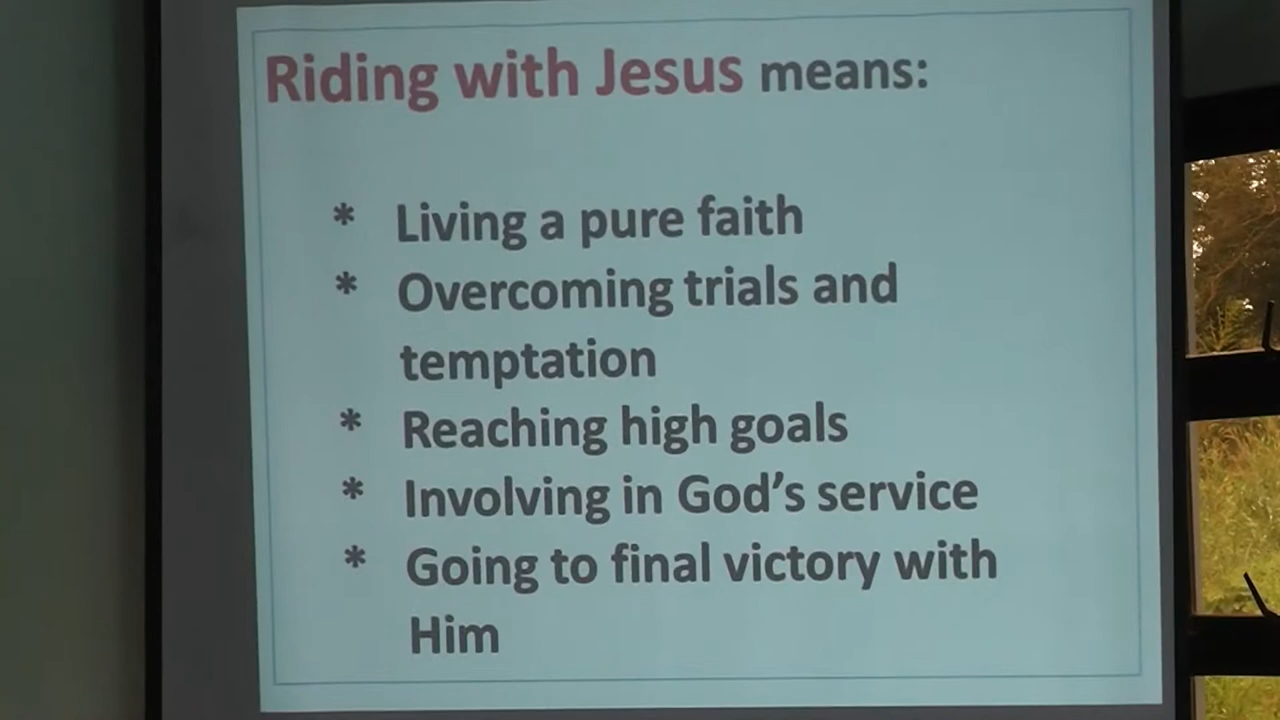 Riding with Jesus means:
* Living a pure faith
* Overcoming trials and
temptation
* Reaching high goals
* Involving in God's service
* Going to final victory with
Him